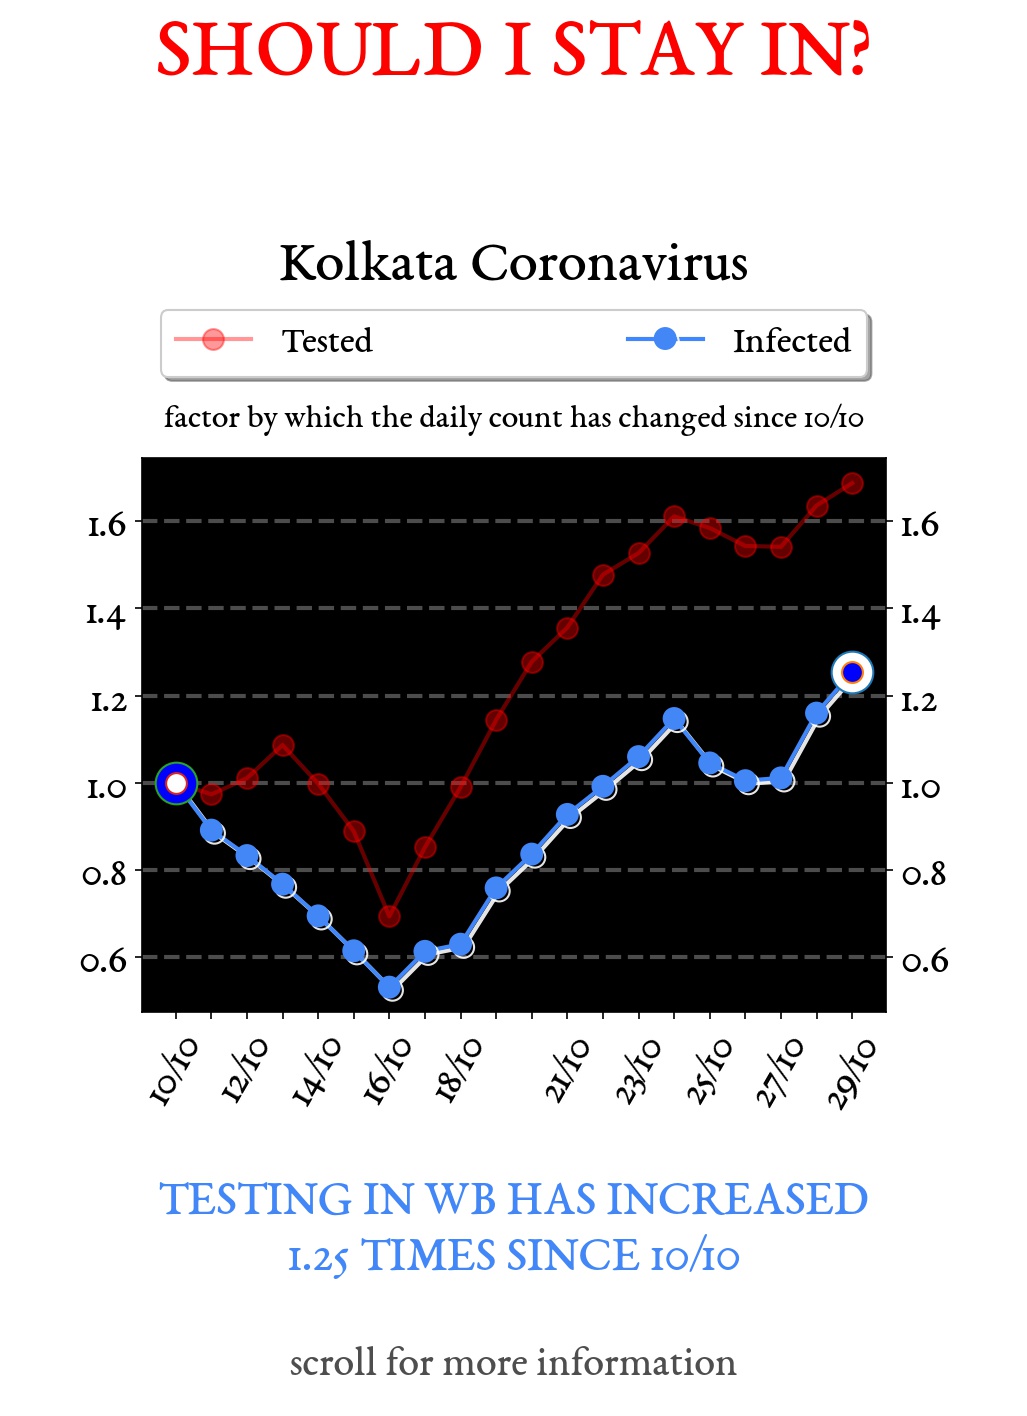 SHOULD I STAY IN?
Kolkata Coronavirus
Tested Infected
factor by which the daily count has changed since 10/10
1.6 1.6
1.4 1.4
1.2 1.2
1.0 1.0
0.8 0.8
0.6 0.6
10/10 12/10 14/10 16/10 18/10 21/10 23/10 25/10 27/10 29/10
TESTING IN WB HAS INCREASED
1.25 TIMES SINCE 10/10
scroll for more information